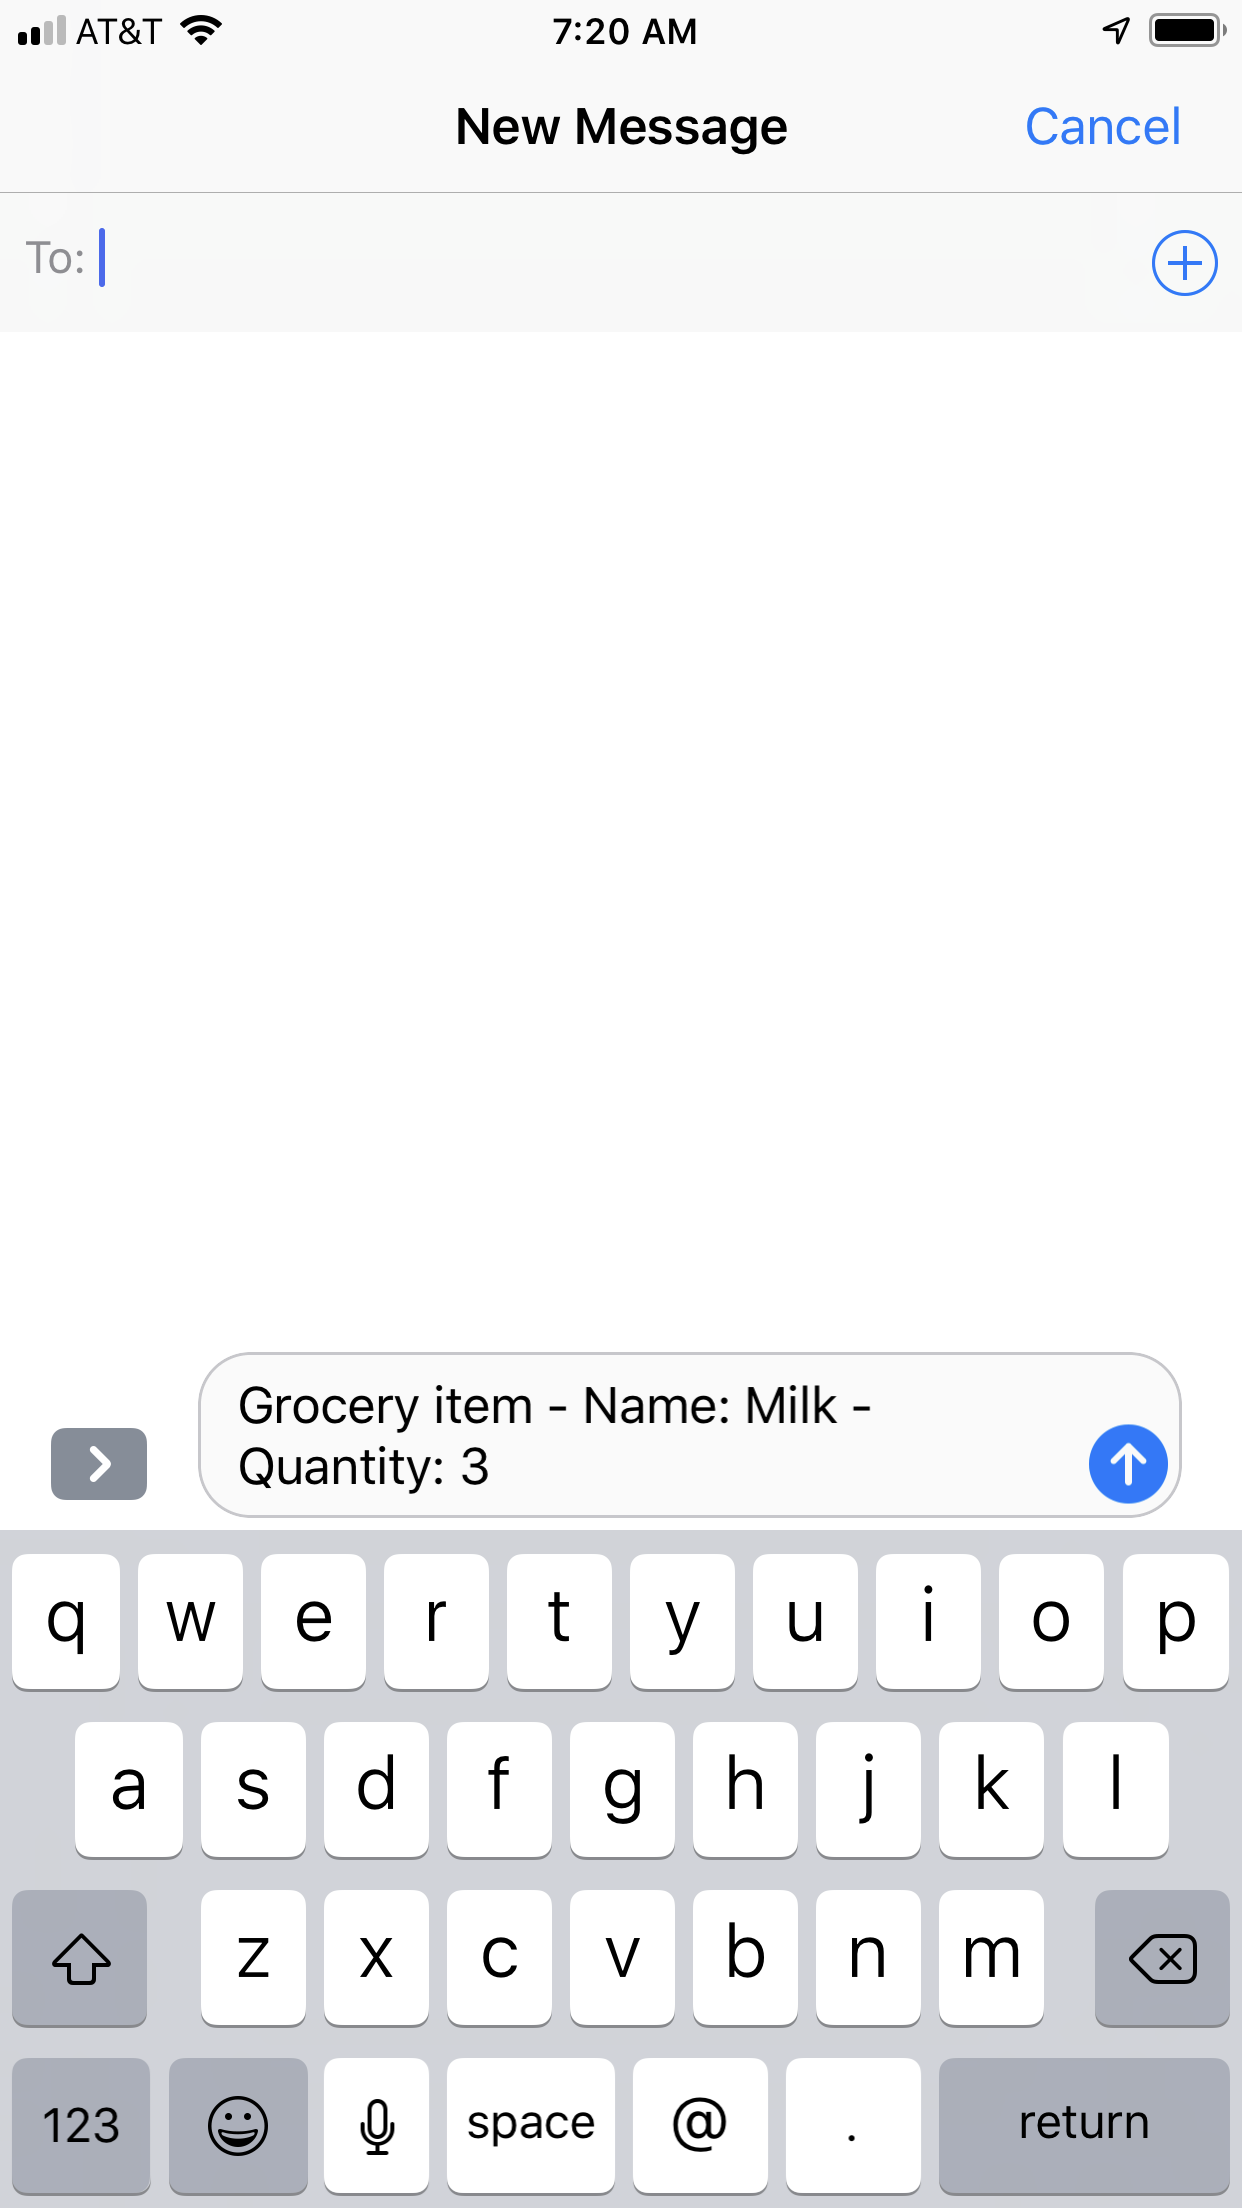 AT&T 7:20 AM
New Message Cancel
To:
Grocery item - Name: Milk -
Quantity: 3
q w e r t y u i o p
a s d f g h j k l
z x c v b n m
123 space @ . return